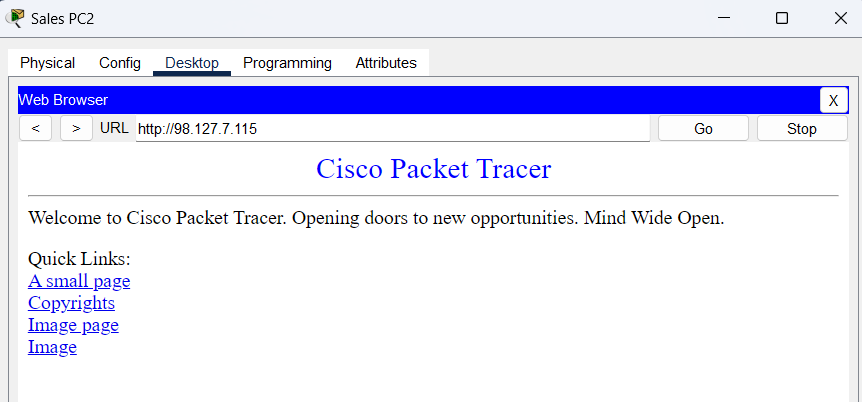 Sales PC2
Physical Config Desktop Programming Attributes
Web Browser X
< > URL http://98.127.7.115 Go Stop
Cisco Packet Tracer
Welcome to Cisco Packet Tracer. Opening doors to new opportunities. Mind Wide Open.
Quick Links:
A small page
Copyrights
Image page
Image